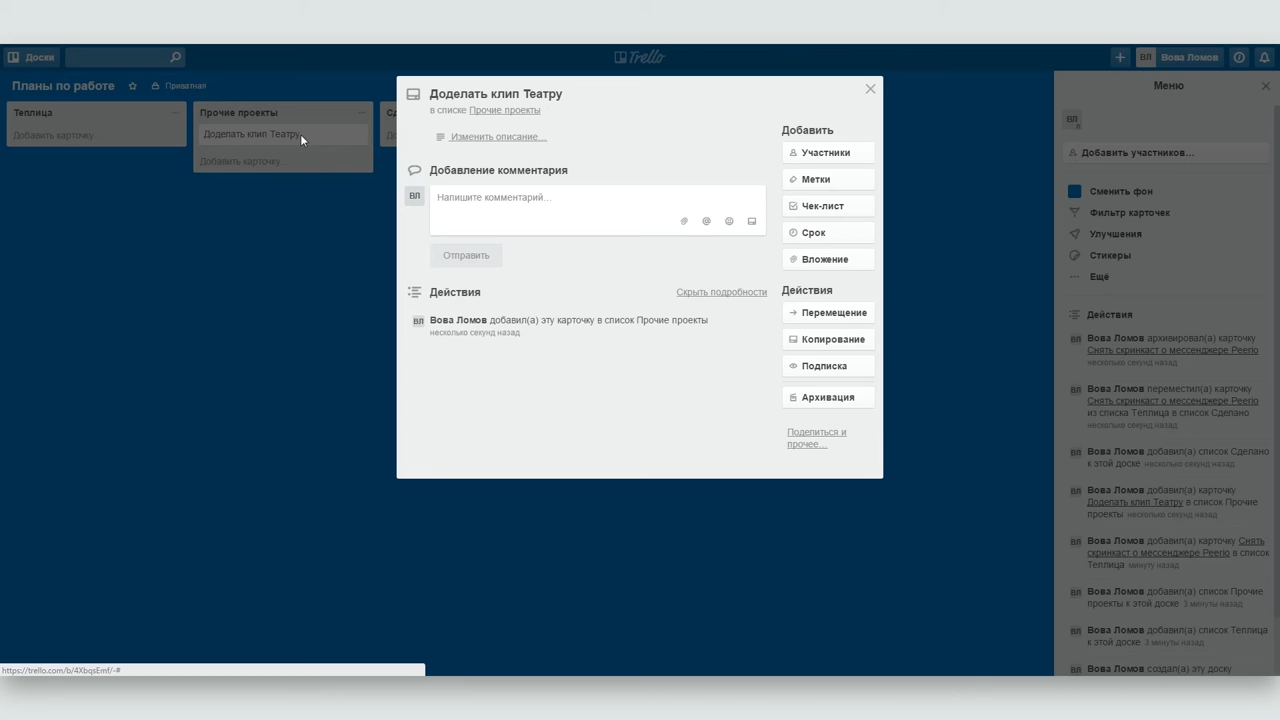 Доски
Trello
ВЛ Вова Ломов
Планы по работе
Приватная
Теплица
Добавить карточку...
Прочие проекты
Доделать клип Театру
Добавить карточку...
Доделать клип Театру
в списке Прочие проекты
Изменить описание...
Добавление комментария
ВЛ
Напишите комментарий...
Отправить
Действия
Скрыть подробности
ВЛ Вова Ломов добавил(а) эту карточку в список Прочие проекты
несколько секунд назад
Добавить
Участники
Метки
Чек-лист
Срок
Вложение
Действия
Перемещение
Копирование
Подписка
Архивация
Поделиться и
прочее...
Меню
ВЛ
Добавить участников...
Сменить фон
Фильтр карточек
Улучшения
Стикеры
Ещё
Действия
ВЛ Вова Ломов архивировал(а) карточку
Снять скринкаст о мессенджере Peerio
несколько секунд назад
ВЛ Вова Ломов переместил(а) карточку
Снять скринкаст о мессенджере Peerio
из списка Теплица в список Сделано
несколько секунд назад
ВЛ Вова Ломов добавил(а) список Сделано
к этой доске несколько секунд назад
ВЛ Вова Ломов добавил(а) карточку
Доделать клип Театру в список Прочие
проекты несколько секунд назад
ВЛ Вова Ломов добавил(а) карточку Снять
скринкаст о мессенджере Peerio в список
Теплица минуту назад
ВЛ Вова Ломов добавил(а) список Прочие
проекты к этой доске 3 минуты назад
ВЛ Вова Ломов добавил(а) список Теплица
к этой доске 3 минуты назад
ВЛ Вова Ломов создал(а) эту доску